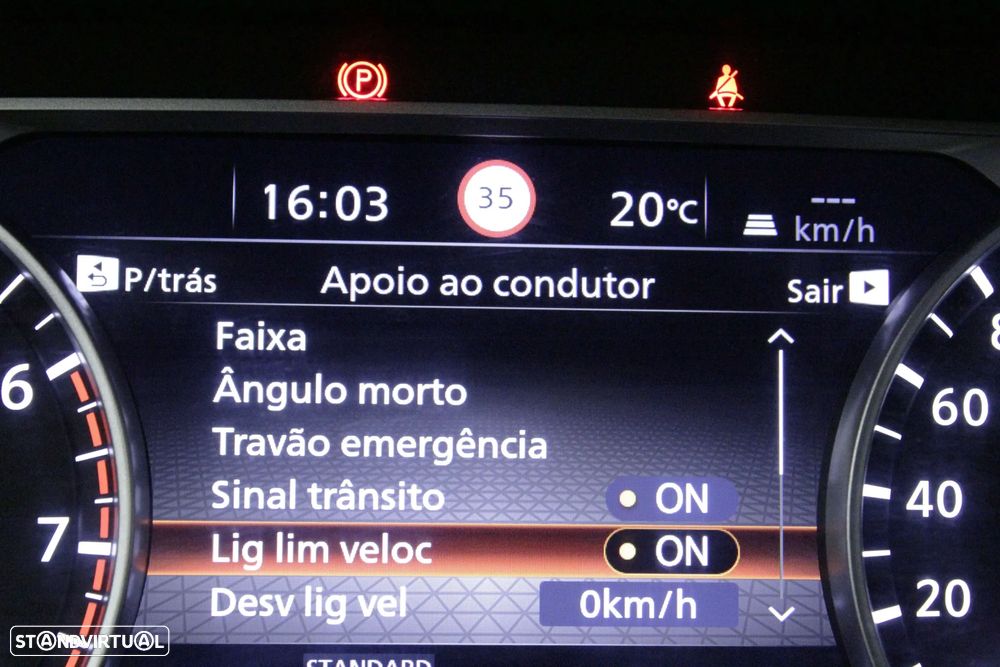 P
16:03
35
20°C
---
km/h
P/trás
Apoio ao condutor
Sair
Faixa
Ângulo morto
Travão emergência
Sinal trânsito
ON
Lig lim veloc
ON
Desv lig vel
0km/h
STANDARD
6
7
8
60
40
20
STANDVIRTUAL